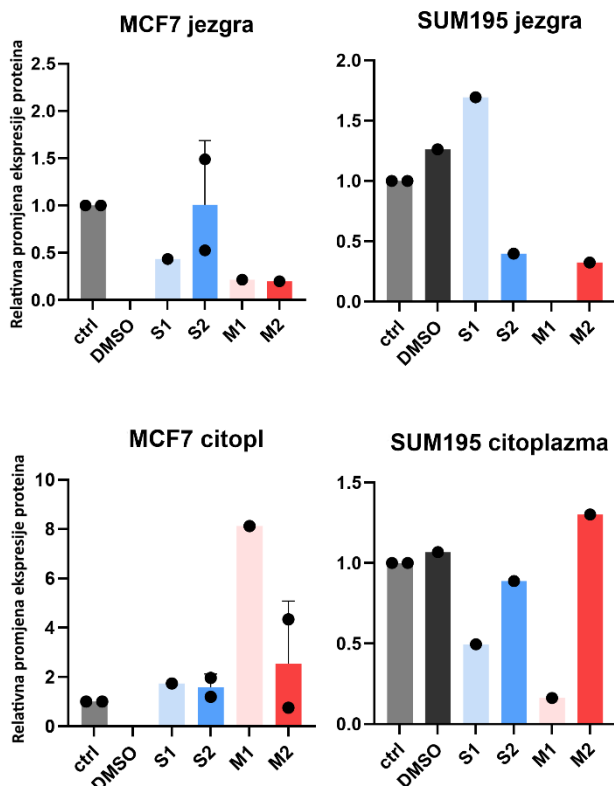 MCF7 jezgra
Relativna promjena ekspresije proteina
2.5
2.0
1.5
1.0
0.5
0.0
ctrl
DMSO
S1
S2
M1
M2
SUM195 jezgra
2.0
1.5
1.0
0.5
0.0
ctrl
DMSO
S1
S2
M1
M2
MCF7 citopl
Relativna promjena ekspresije proteina
10
8
6
4
2
0
ctrl
DMSO
S1
S2
M1
M2
SUM195 citoplazma
1.5
1.0
0.5
0.0
ctrl
DMSO
S1
S2
M1
M2